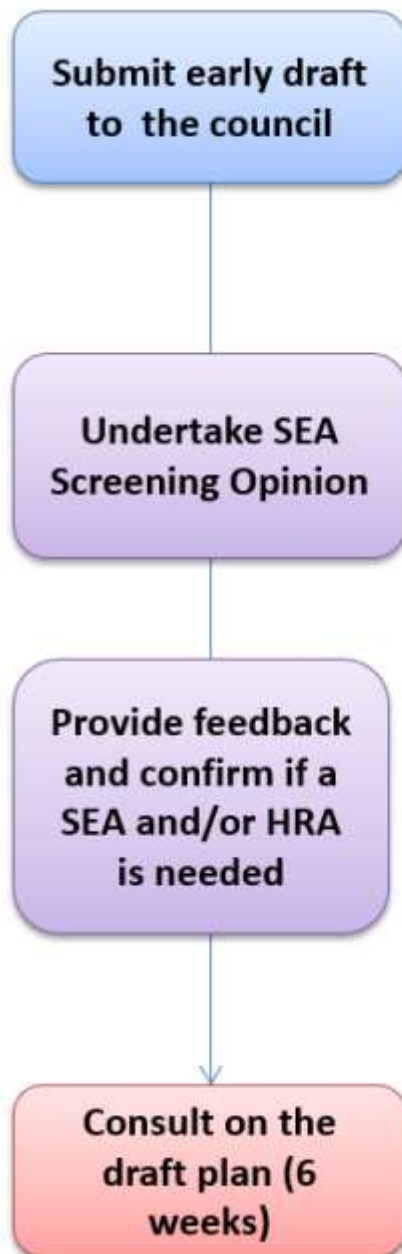 Submit early draft
to the council
Undertake SEA
Screening Opinion
Provide feedback
and confirm if a
SEA and/or HRA
is needed
Consult on the
draft plan (6
weeks)